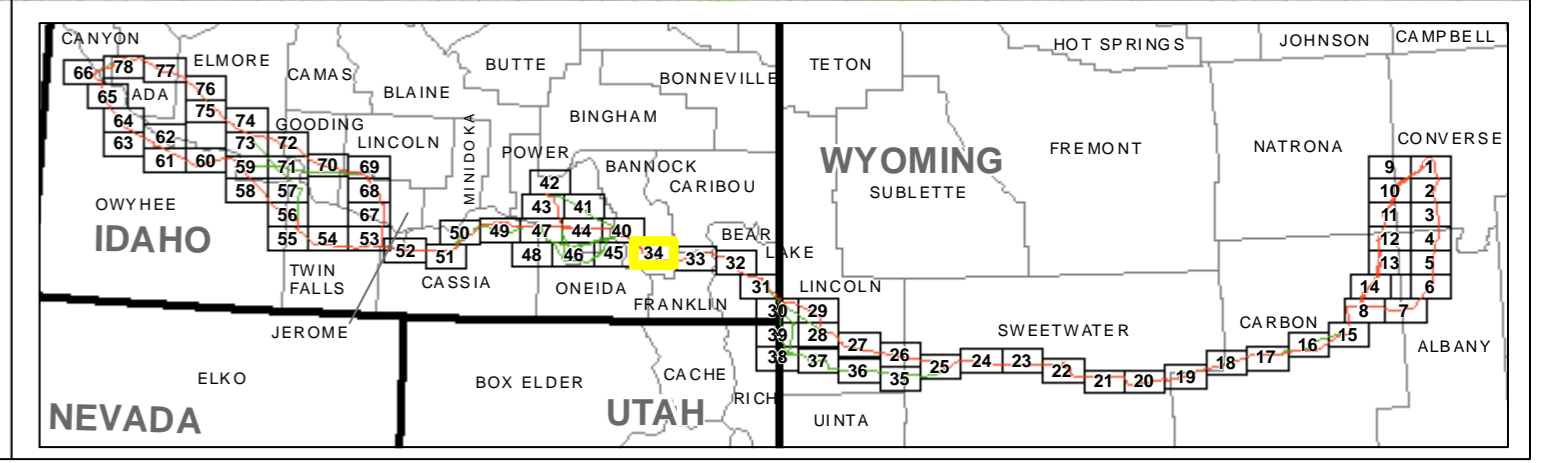 CANYON
ELMORE
CAMAS
BUTTE
BONNEVILLE
TETON
HOT SPRINGS
JOHNSON
CAMPBELL
66
78
77
76
ADA
65
75
BLAINE
64
74
63
62
73
GOODING
72
LINCOLN
MINIDOKA
BINGHAM
POWER
BANNOCK
CARIBOU
WYOMING
SUBLETTE
FREMONT
NATRONA
CONVERSE
61
60
59
71
70
69
58
57
68
56
67
55
54
53
OWYHEE
IDAHO
42
43
41
50
49
47
44
40
52
51
48
46
45
34
33
32
BEAR LAKE
31
TWIN
FALLS
CASSIA
ONEIDA
FRANKLIN
JEROME
LINCOLN
30
29
39
28
38
37
27
26
36
35
25
24
23
22
21
20
19
18
17
16
15
SWEETWATER
CARBON
ALBANY
9
1
10
2
11
3
12
4
13
5
14
6
8
7
ELKO
NEVADA
BOX ELDER
UTAH
CACHE
RICH
UINTA